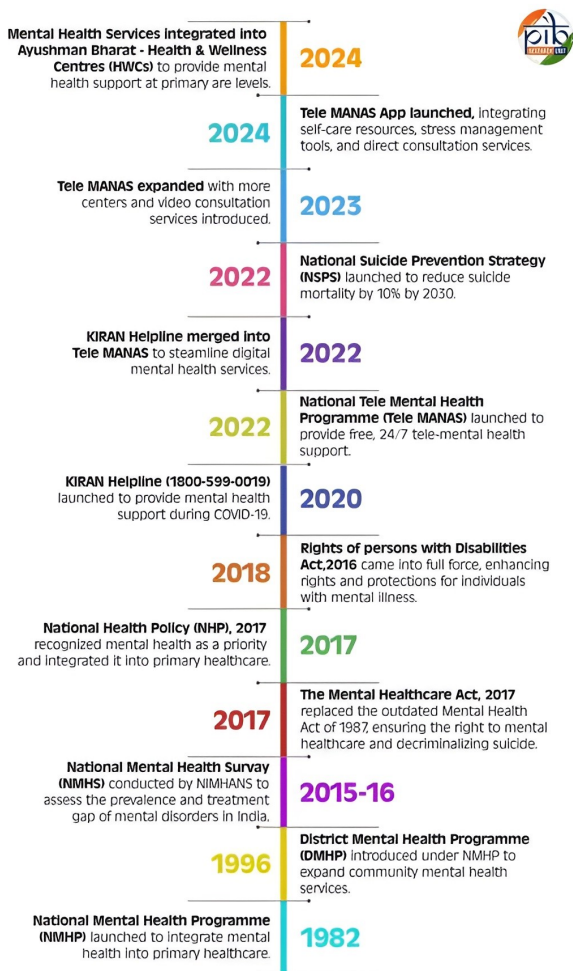 Mental Health Services integrated into
Ayushman Bharat - Health & Wellness
Centres (HWCs) to provide mental
health support at primary are levels.
2024
pib
RESEARCH UNIT
2024
Tele MANAS App launched, integrating
self-care resources, stress management
tools, and direct consultation services.
Tele MANAS expanded with more
centers and video consultation
services introduced.
2023
2022
National Suicide Prevention Strategy
(NSPS) launched to reduce suicide
mortality by 10% by 2030.
KIRAN Helpline merged into
Tele MANAS to steamline digital
mental health services.
2022
2022
National Tele Mental Health
Programme (Tele MANAS) launched to
provide free, 24/7 tele-mental health
support.
KIRAN Helpline (1800-599-0019)
launched to provide mental health
support during COVID-19.
2020
2018
Rights of persons with Disabilities
Act,2016 came into full force, enhancing
rights and protections for individuals
with mental illness.
National Health Policy (NHP), 2017
recognized mental health as a priority
and integrated it into primary healthcare.
2017
2017
The Mental Healthcare Act, 2017
replaced the outdated Mental Health
Act of 1987, ensuring the right to mental
healthcare and decriminalizing suicide.
National Mental Health Survay
(NMHS) conducted by NIMHANS to
assess the prevalence and treatment
gap of mental disorders in India.
2015-16
1996
District Mental Health Programme
(DMHP) introduced under NMHP to
expand community mental health
services.
National Mental Health Programme
(NMHP) launched to integrate mental
health into primary healthcare.
1982